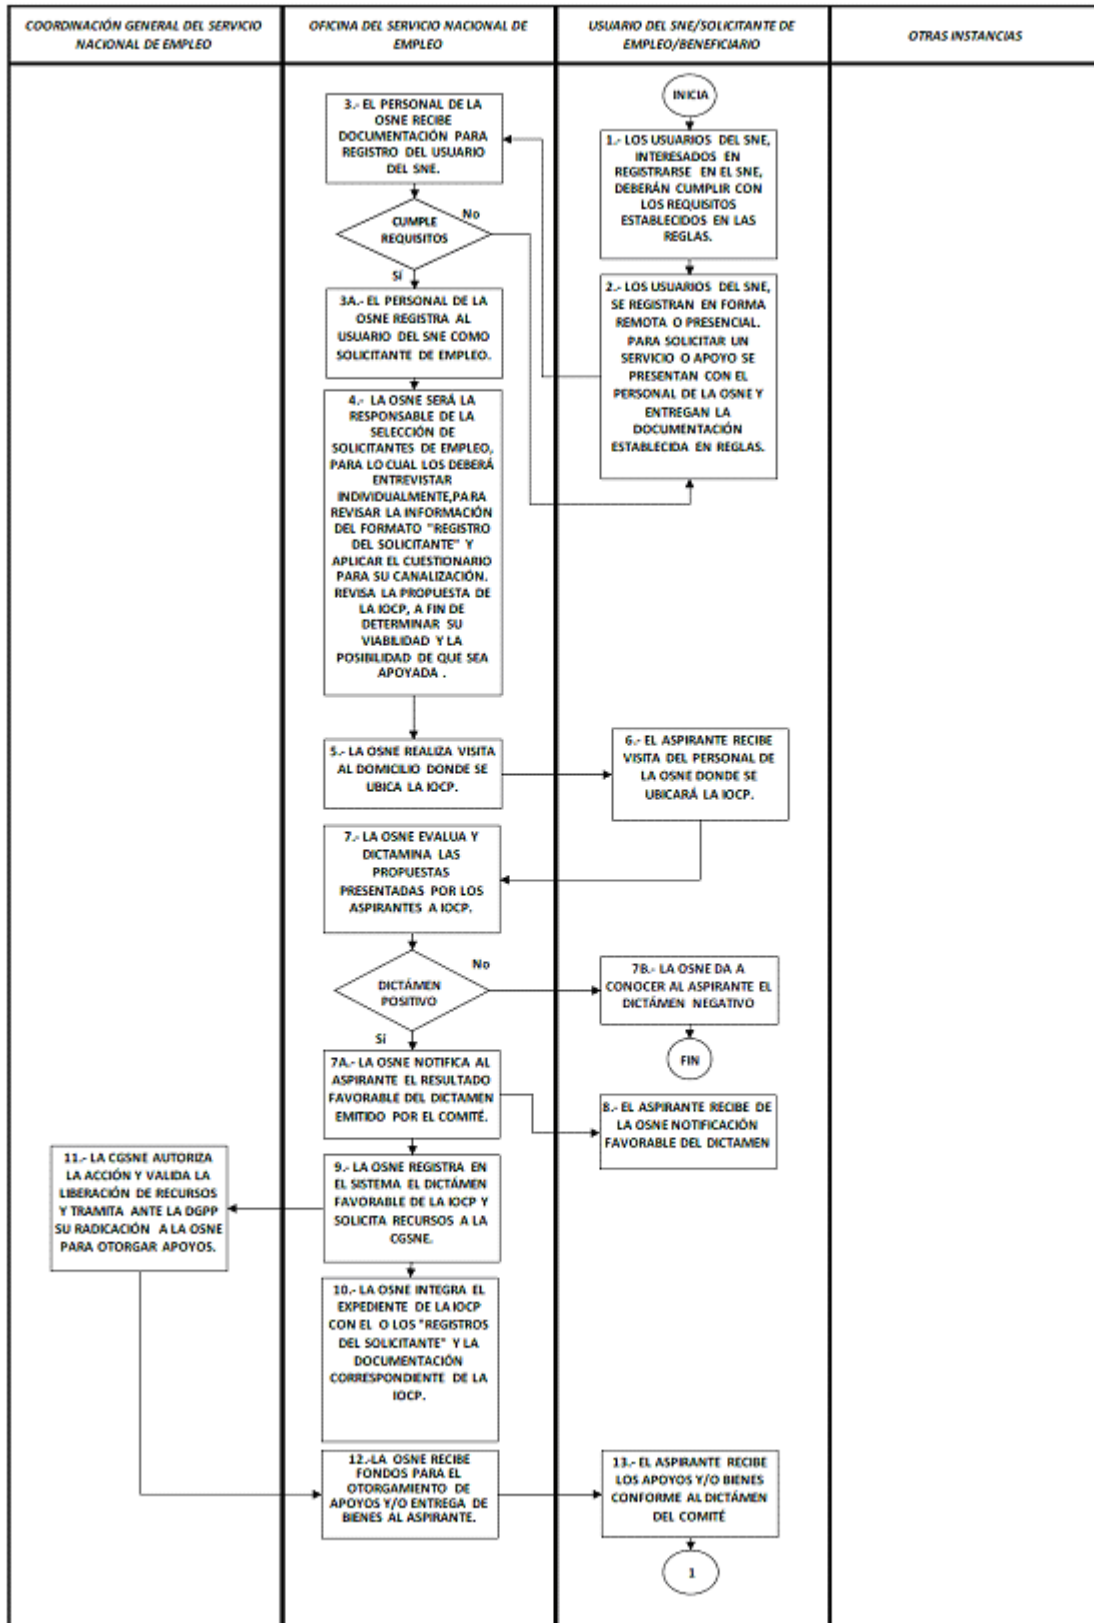 COORDINACIÓN GENERAL DEL SERVICIO
NACIONAL DE EMPLEO
OFICINA DEL SERVICIO NACIONAL DE
EMPLEO
USUARIO DEL SNE/SOLICITANTE DE
EMPLEO/BENEFICIARIO
OTRAS INSTANCIAS
INICIA
1.- LOS USUARIOS DEL SNE,
INTERESADOS EN
REGISTRARSE EN EL SNE,
DEBERÁN CUMPLIR CON
LOS REQUISITOS
ESTABLECIDOS EN LAS
REGLAS.
2.- LOS USUARIOS DEL SNE,
SE REGISTRAN EN FORMA
REMOTA O PRESENCIAL.
PARA SOLICITAR UN
SERVICIO O APOYO SE
PRESENTAN CON EL
PERSONAL DE LA OSNE Y
ENTREGAN LA
DOCUMENTACIÓN
ESTABLECIDA EN REGLAS.
3.- EL PERSONAL DE LA
OSNE RECIBE
DOCUMENTACIÓN PARA
REGISTRO DEL USUARIO
DEL SNE.
CUMPLE
REQUISITOS
No
Sí
3A.- EL PERSONAL DE LA
OSNE REGISTRA AL
USUARIO DEL SNE COMO
SOLICITANTE DE EMPLEO.
4.- LA OSNE SERÁ LA
RESPONSABLE DE LA
SELECCIÓN DE
SOLICITANTES DE EMPLEO,
PARA LO CUAL LOS DEBERÁ
ENTREVISTAR
INDIVIDUALMENTE,PARA
REVISAR LA INFORMACIÓN
DEL FORMATO "REGISTRO
DEL SOLICITANTE" Y
APLICAR EL CUESTIONARIO
PARA SU CANALIZACIÓN.
REVISA LA PROPUESTA DE
LA IOCP, A FIN DE
DETERMINAR SU
VIABILIDAD Y LA
POSIBILIDAD DE QUE SEA
APOYADA .
5.- LA OSNE REALIZA VISITA
AL DOMICILIO DONDE SE
UBICA LA IOCP.
6.- EL ASPIRANTE RECIBE
VISITA DEL PERSONAL DE
LA OSNE DONDE SE
UBICARÁ LA IOCP.
7.- LA OSNE EVALUA Y
DICTAMINA LAS
PROPUESTAS
PRESENTADAS POR LOS
ASPIRANTES A IOCP.
DICTÁMEN
POSITIVO
No
Sí
7B.- LA OSNE DA A
CONOCER AL ASPIRANTE EL
DICTÁMEN NEGATIVO
FIN
7A.- LA OSNE NOTIFICA AL
ASPIRANTE EL RESULTADO
FAVORABLE DEL DICTAMEN
EMITIDO POR EL COMITÉ.
8.- EL ASPIRANTE RECIBE DE
LA OSNE NOTIFICACIÓN
FAVORABLE DEL DICTAMEN
9.- LA OSNE REGISTRA EN
EL SISTEMA EL DICTÁMEN
FAVORABLE DE LA IOCP Y
SOLICITA RECURSOS A LA
CGSNE.
11.- LA CGSNE AUTORIZA
LA ACCIÓN Y VALIDA LA
LIBERACIÓN DE RECURSOS
Y TRAMITA ANTE LA DGPP
SU RADICACIÓN A LA OSNE
PARA OTORGAR APOYOS.
10.- LA OSNE INTEGRA EL
EXPEDIENTE DE LA IOCP
CON EL O LOS "REGISTROS
DEL SOLICITANTE" Y LA
DOCUMENTACIÓN
CORRESPONDIENTE DE LA
IOCP.
12.-LA OSNE RECIBE
FONDOS PARA EL
OTORGAMIENTO DE
APOYOS Y/O ENTREGA DE
BIENES AL ASPIRANTE.
13.- EL ASPIRANTE RECIBE
LOS APOYOS Y/O BIENES
CONFORME AL DICTÁMEN
DEL COMITÉ
1